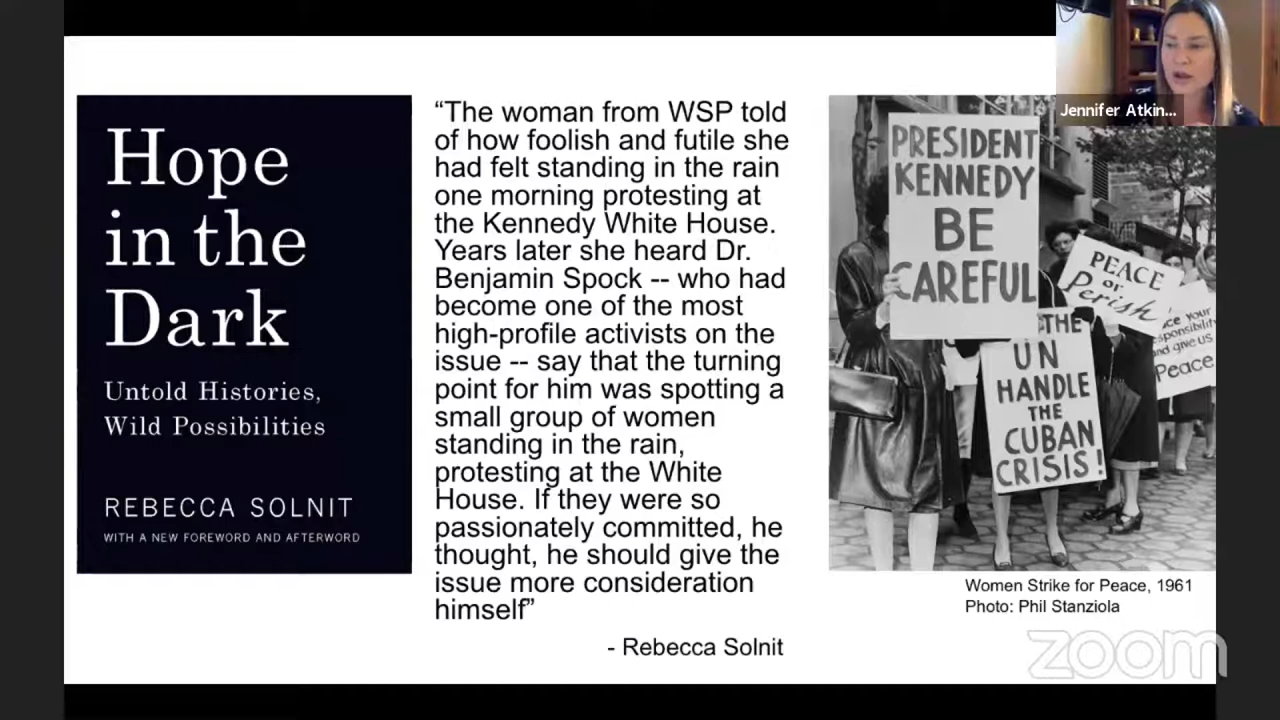 Hope
in the
Dark
Untold Histories,
Wild Possibilities
REBECCA SOLNIT
WITH A NEW FOREWORD AND AFTERWORD
“The woman from WSP told
of how foolish and futile she
had felt standing in the rain
one morning protesting at
the Kennedy White House.
Years later she heard Dr.
Benjamin Spock -- who had
become one of the most
high-profile activists on the
issue -- say that the turning
point for him was spotting a
small group of women
standing in the rain,
protesting at the White
House. If they were so
passionately committed, he
thought, he should give the
issue more consideration
himself”
- Rebecca Solnit
PRESIDENT
KENNEDY
BE
CAREFUL
PEACE
or
Perish
THE
UN
HANDLE
THE
CUBAN
CRISIS!
your
and give us
Peace
Women Strike for Peace, 1961
Photo: Phil Stanziola
Jennifer Atkin...
zoom